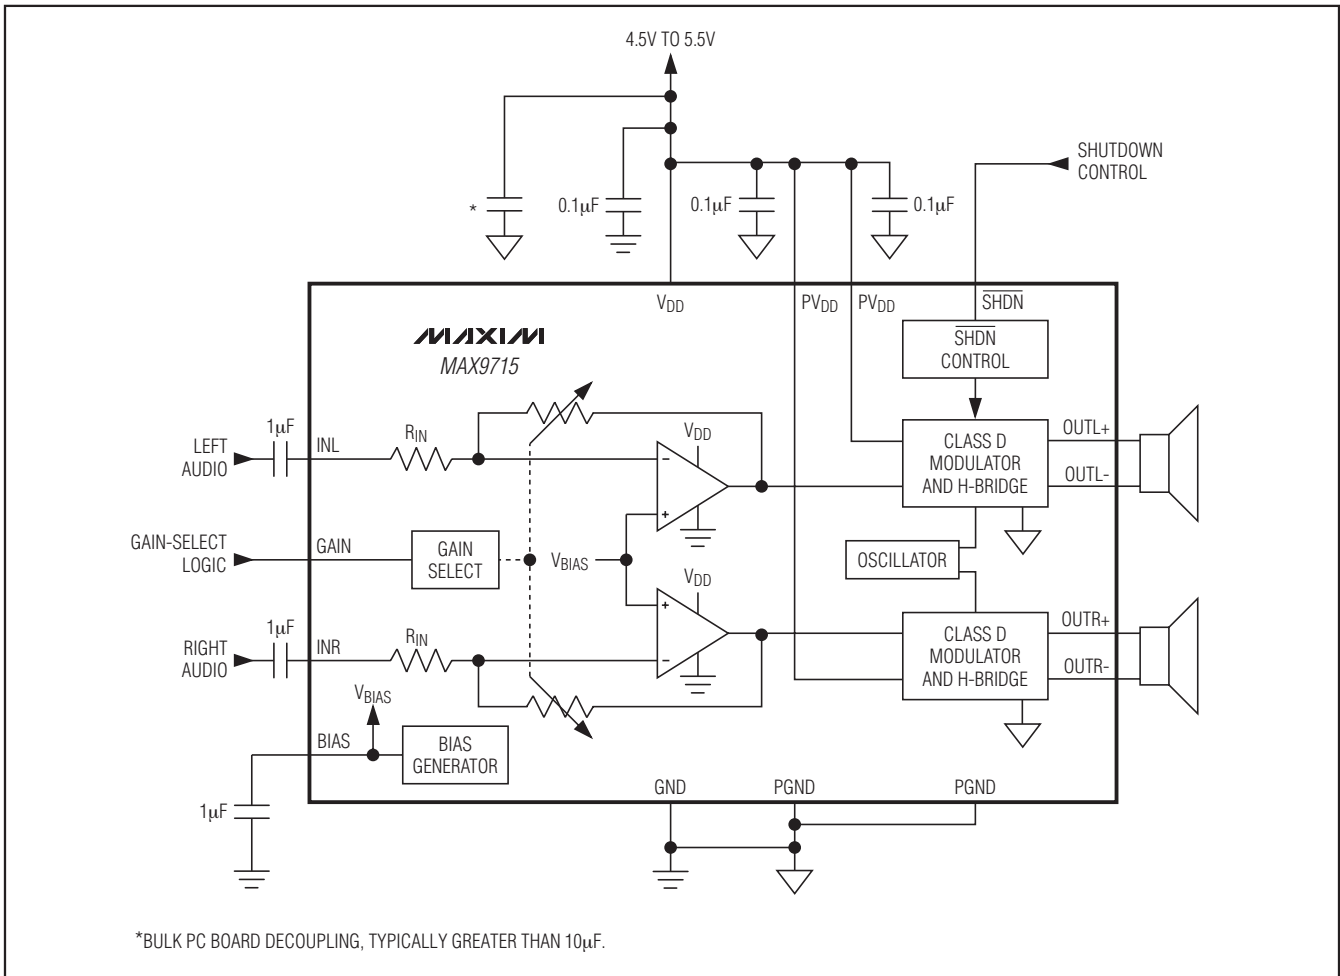 4.5V TO 5.5V
SHUTDOWN
CONTROL
*
0.1µF
0.1µF
0.1µF
VDD
PVDD
PVDD
SHDN
MAXIM
MAX9715
SHDN
CONTROL
LEFT
AUDIO
1µF
INL
RIN
VDD
-
+
CLASS D
MODULATOR
AND H-BRIDGE
OUTL+
OUTL-
GAIN-SELECT
LOGIC
GAIN
GAIN
SELECT
VBIAS
OSCILLATOR
RIGHT
AUDIO
1µF
INR
RIN
VDD
+
-
CLASS D
MODULATOR
AND H-BRIDGE
OUTR+
OUTR-
VBIAS
BIAS
BIAS
GENERATOR
1µF
GND
PGND
PGND
*BULK PC BOARD DECOUPLING, TYPICALLY GREATER THAN 10µF.